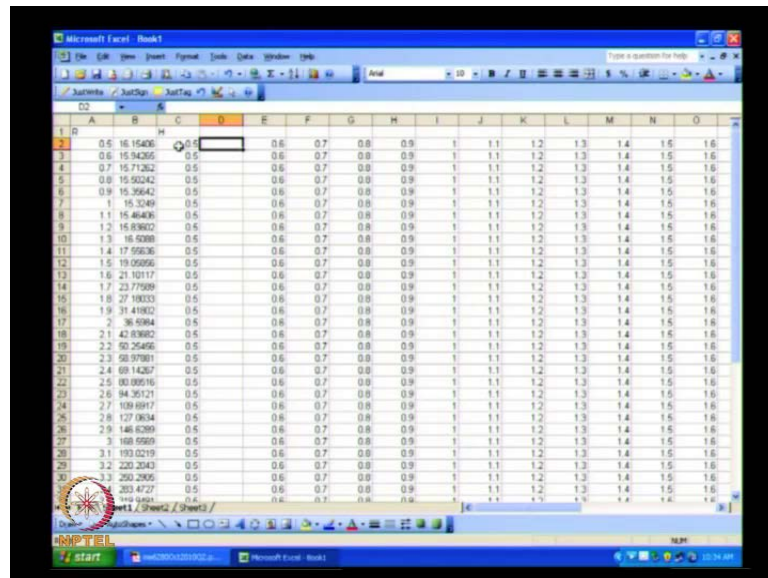 Microsoft Excel - Book1
File Edit View Insert Format Tools Data Window Help Type a question for help
Arial 10 B I U
JustWrite JustSign JustTag
D2
A B C D E F G H I J K L M N O
1 R H
2 0.5 16.15406 0.5 0.6 0.7 0.8 0.9 1 1.1 1.2 1.3 1.4 1.5 1.6
3 0.6 15.94265 0.5 0.6 0.7 0.8 0.9 1 1.1 1.2 1.3 1.4 1.5 1.6
4 0.7 15.71262 0.5 0.6 0.7 0.8 0.9 1 1.1 1.2 1.3 1.4 1.5 1.6
5 0.8 15.50242 0.5 0.6 0.7 0.8 0.9 1 1.1 1.2 1.3 1.4 1.5 1.6
6 0.9 15.35642 0.5 0.6 0.7 0.8 0.9 1 1.1 1.2 1.3 1.4 1.5 1.6
7 1 15.3249 0.5 0.6 0.7 0.8 0.9 1 1.1 1.2 1.3 1.4 1.5 1.6
8 1.1 15.46406 0.5 0.6 0.7 0.8 0.9 1 1.1 1.2 1.3 1.4 1.5 1.6
9 1.2 15.83602 0.5 0.6 0.7 0.8 0.9 1 1.1 1.2 1.3 1.4 1.5 1.6
10 1.3 16.5088 0.5 0.6 0.7 0.8 0.9 1 1.1 1.2 1.3 1.4 1.5 1.6
11 1.4 17.55636 0.5 0.6 0.7 0.8 0.9 1 1.1 1.2 1.3 1.4 1.5 1.6
12 1.5 19.05856 0.5 0.6 0.7 0.8 0.9 1 1.1 1.2 1.3 1.4 1.5 1.6
13 1.6 21.10117 0.5 0.6 0.7 0.8 0.9 1 1.1 1.2 1.3 1.4 1.5 1.6
14 1.7 23.77589 0.5 0.6 0.7 0.8 0.9 1 1.1 1.2 1.3 1.4 1.5 1.6
15 1.8 27.18033 0.5 0.6 0.7 0.8 0.9 1 1.1 1.2 1.3 1.4 1.5 1.6
16 1.9 31.41802 0.5 0.6 0.7 0.8 0.9 1 1.1 1.2 1.3 1.4 1.5 1.6
17 2 36.5984 0.5 0.6 0.7 0.8 0.9 1 1.1 1.2 1.3 1.4 1.5 1.6
18 2.1 42.83682 0.5 0.6 0.7 0.8 0.9 1 1.1 1.2 1.3 1.4 1.5 1.6
19 2.2 50.25456 0.5 0.6 0.7 0.8 0.9 1 1.1 1.2 1.3 1.4 1.5 1.6
20 2.3 58.97881 0.5 0.6 0.7 0.8 0.9 1 1.1 1.2 1.3 1.4 1.5 1.6
21 2.4 69.14267 0.5 0.6 0.7 0.8 0.9 1 1.1 1.2 1.3 1.4 1.5 1.6
22 2.5 80.88516 0.5 0.6 0.7 0.8 0.9 1 1.1 1.2 1.3 1.4 1.5 1.6
23 2.6 94.35121 0.5 0.6 0.7 0.8 0.9 1 1.1 1.2 1.3 1.4 1.5 1.6
24 2.7 109.6917 0.5 0.6 0.7 0.8 0.9 1 1.1 1.2 1.3 1.4 1.5 1.6
25 2.8 127.0634 0.5 0.6 0.7 0.8 0.9 1 1.1 1.2 1.3 1.4 1.5 1.6
26 2.9 146.6289 0.5 0.6 0.7 0.8 0.9 1 1.1 1.2 1.3 1.4 1.5 1.6
27 3 168.5569 0.5 0.6 0.7 0.8 0.9 1 1.1 1.2 1.3 1.4 1.5 1.6
28 3.1 193.0219 0.5 0.6 0.7 0.8 0.9 1 1.1 1.2 1.3 1.4 1.5 1.6
29 3.2 220.2043 0.5 0.6 0.7 0.8 0.9 1 1.1 1.2 1.3 1.4 1.5 1.6
30 3.3 250.2905 0.5 0.6 0.7 0.8 0.9 1 1.1 1.2 1.3 1.4 1.5 1.6
283.4727 0.5 0.6 0.7 0.8 0.9 1 1.1 1.2 1.3 1.4 1.5 1.6
Sheet2 / Sheet3 /
AutoShapes
NUM
NPTEL
start Microsoft Excel - Book1 10:34 AM